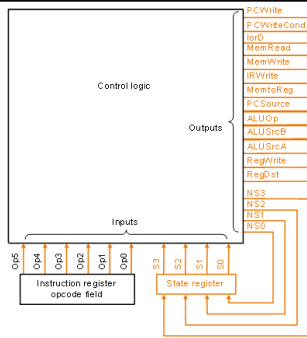 PCWrite
PCWriteCond
IorD
MemRead
MemWrite
IRWrite
MemtoReg
PCSource
ALUOp
ALUSrcB
ALUSrcA
RegWrite
RegDst
NS3
NS2
NS1
NS0
Control logic
Outputs
Inputs
Op5
Op4
Op3
Op2
Op1
Op0
S3
S2
S1
S0
Instruction register
opcode field
State register